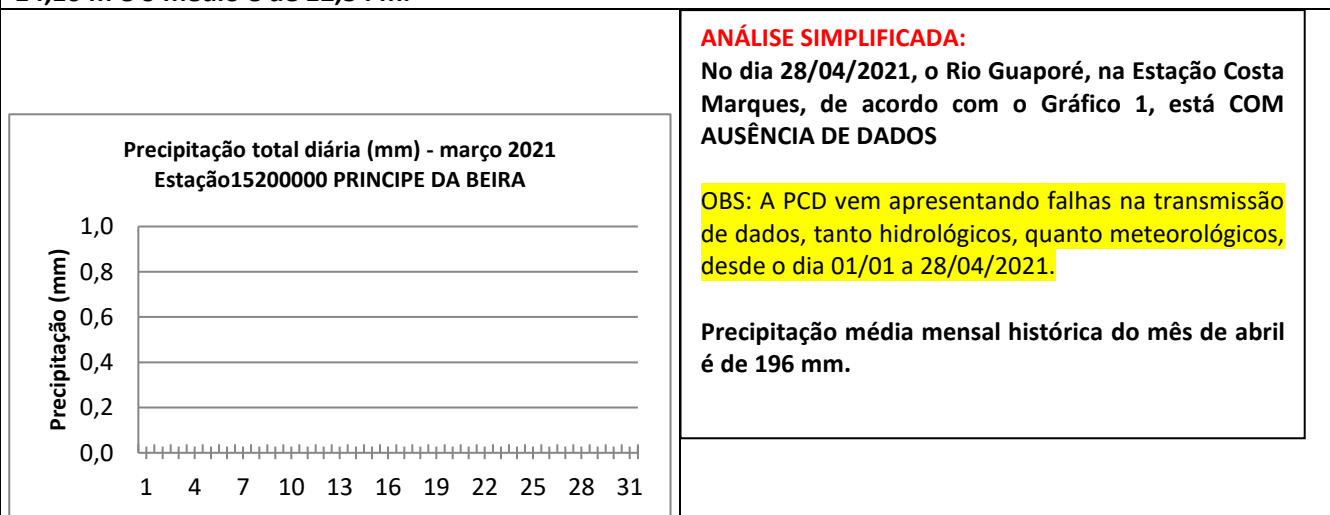 Precipitação total diária (mm) - março 2021
Estação15200000 PRINCIPE DA BEIRA
Precipitação (mm)
1,0
0,8
0,6
0,4
0,2
0,0
1 4 7 10 13 16 19 22 25 28 31
ANÁLISE SIMPLIFICADA:
No dia 28/04/2021, o Rio Guaporé, na Estação Costa
Marques, de acordo com o Gráfico 1, está COM
AUSÊNCIA DE DADOS
OBS: A PCD vem apresentando falhas na transmissão
de dados, tanto hidrológicos, quanto meteorológicos,
desde o dia 01/01 a 28/04/2021.
Precipitação média mensal histórica do mês de abril
é de 196 mm.